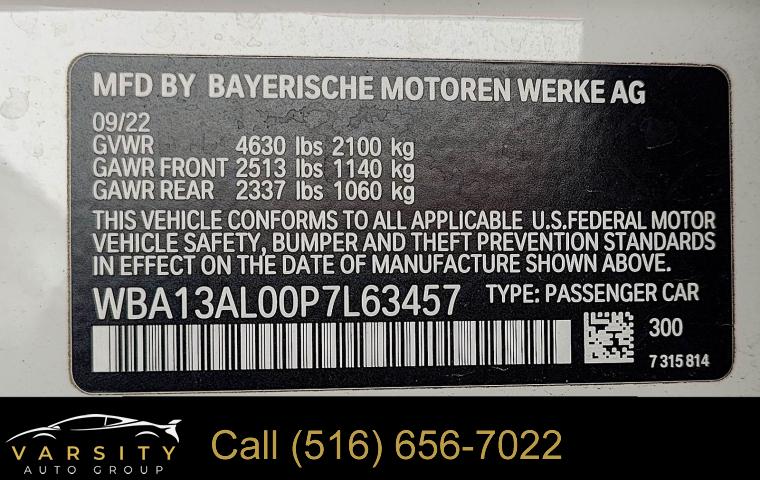 MFD BY BAYERISCHE MOTOREN WERKE AG
09/22
GVWR 4630 lbs 2100 kg
GAWR FRONT 2513 lbs 1140 kg
GAWR REAR 2337 lbs 1060 kg
THIS VEHICLE CONFORMS TO ALL APPLICABLE U.S.FEDERAL MOTOR
VEHICLE SAFETY, BUMPER AND THEFT PREVENTION STANDARDS
IN EFFECT ON THE DATE OF MANUFACTURE SHOWN ABOVE.
WBA13AL00P7L63457 TYPE: PASSENGER CAR
300
7 315 814
VARSITY
AUTO GROUP
Call (516) 656-7022